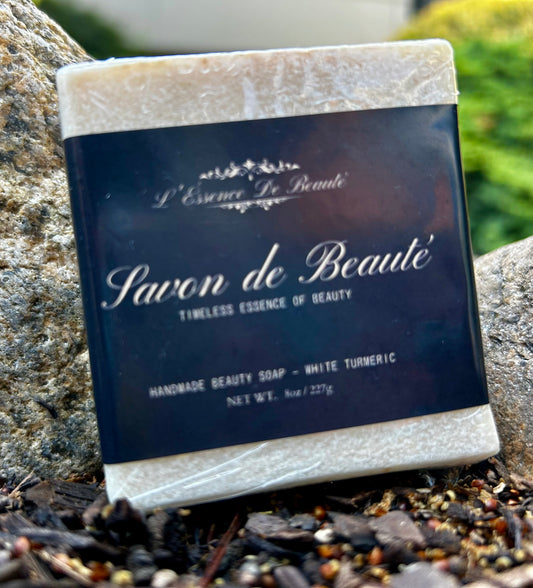 L'Essence De Beauté
Savon de Beauté
TIMELESS ESSENCE OF BEAUTY
HANDMADE BEAUTY SOAP - WHITE TURMERIC
NET WT. 8oz / 227g